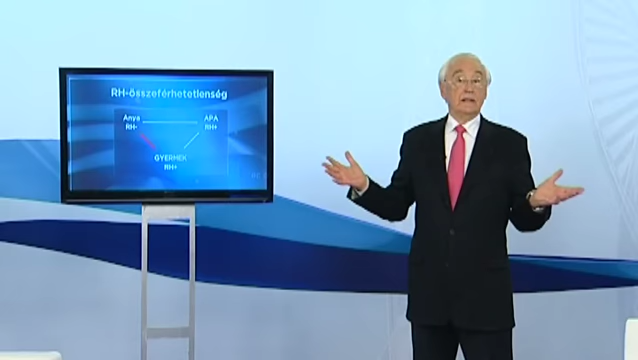 RH-összeférhetetlenség
Anya APA
RH- RH+
GYERMEK
RH+